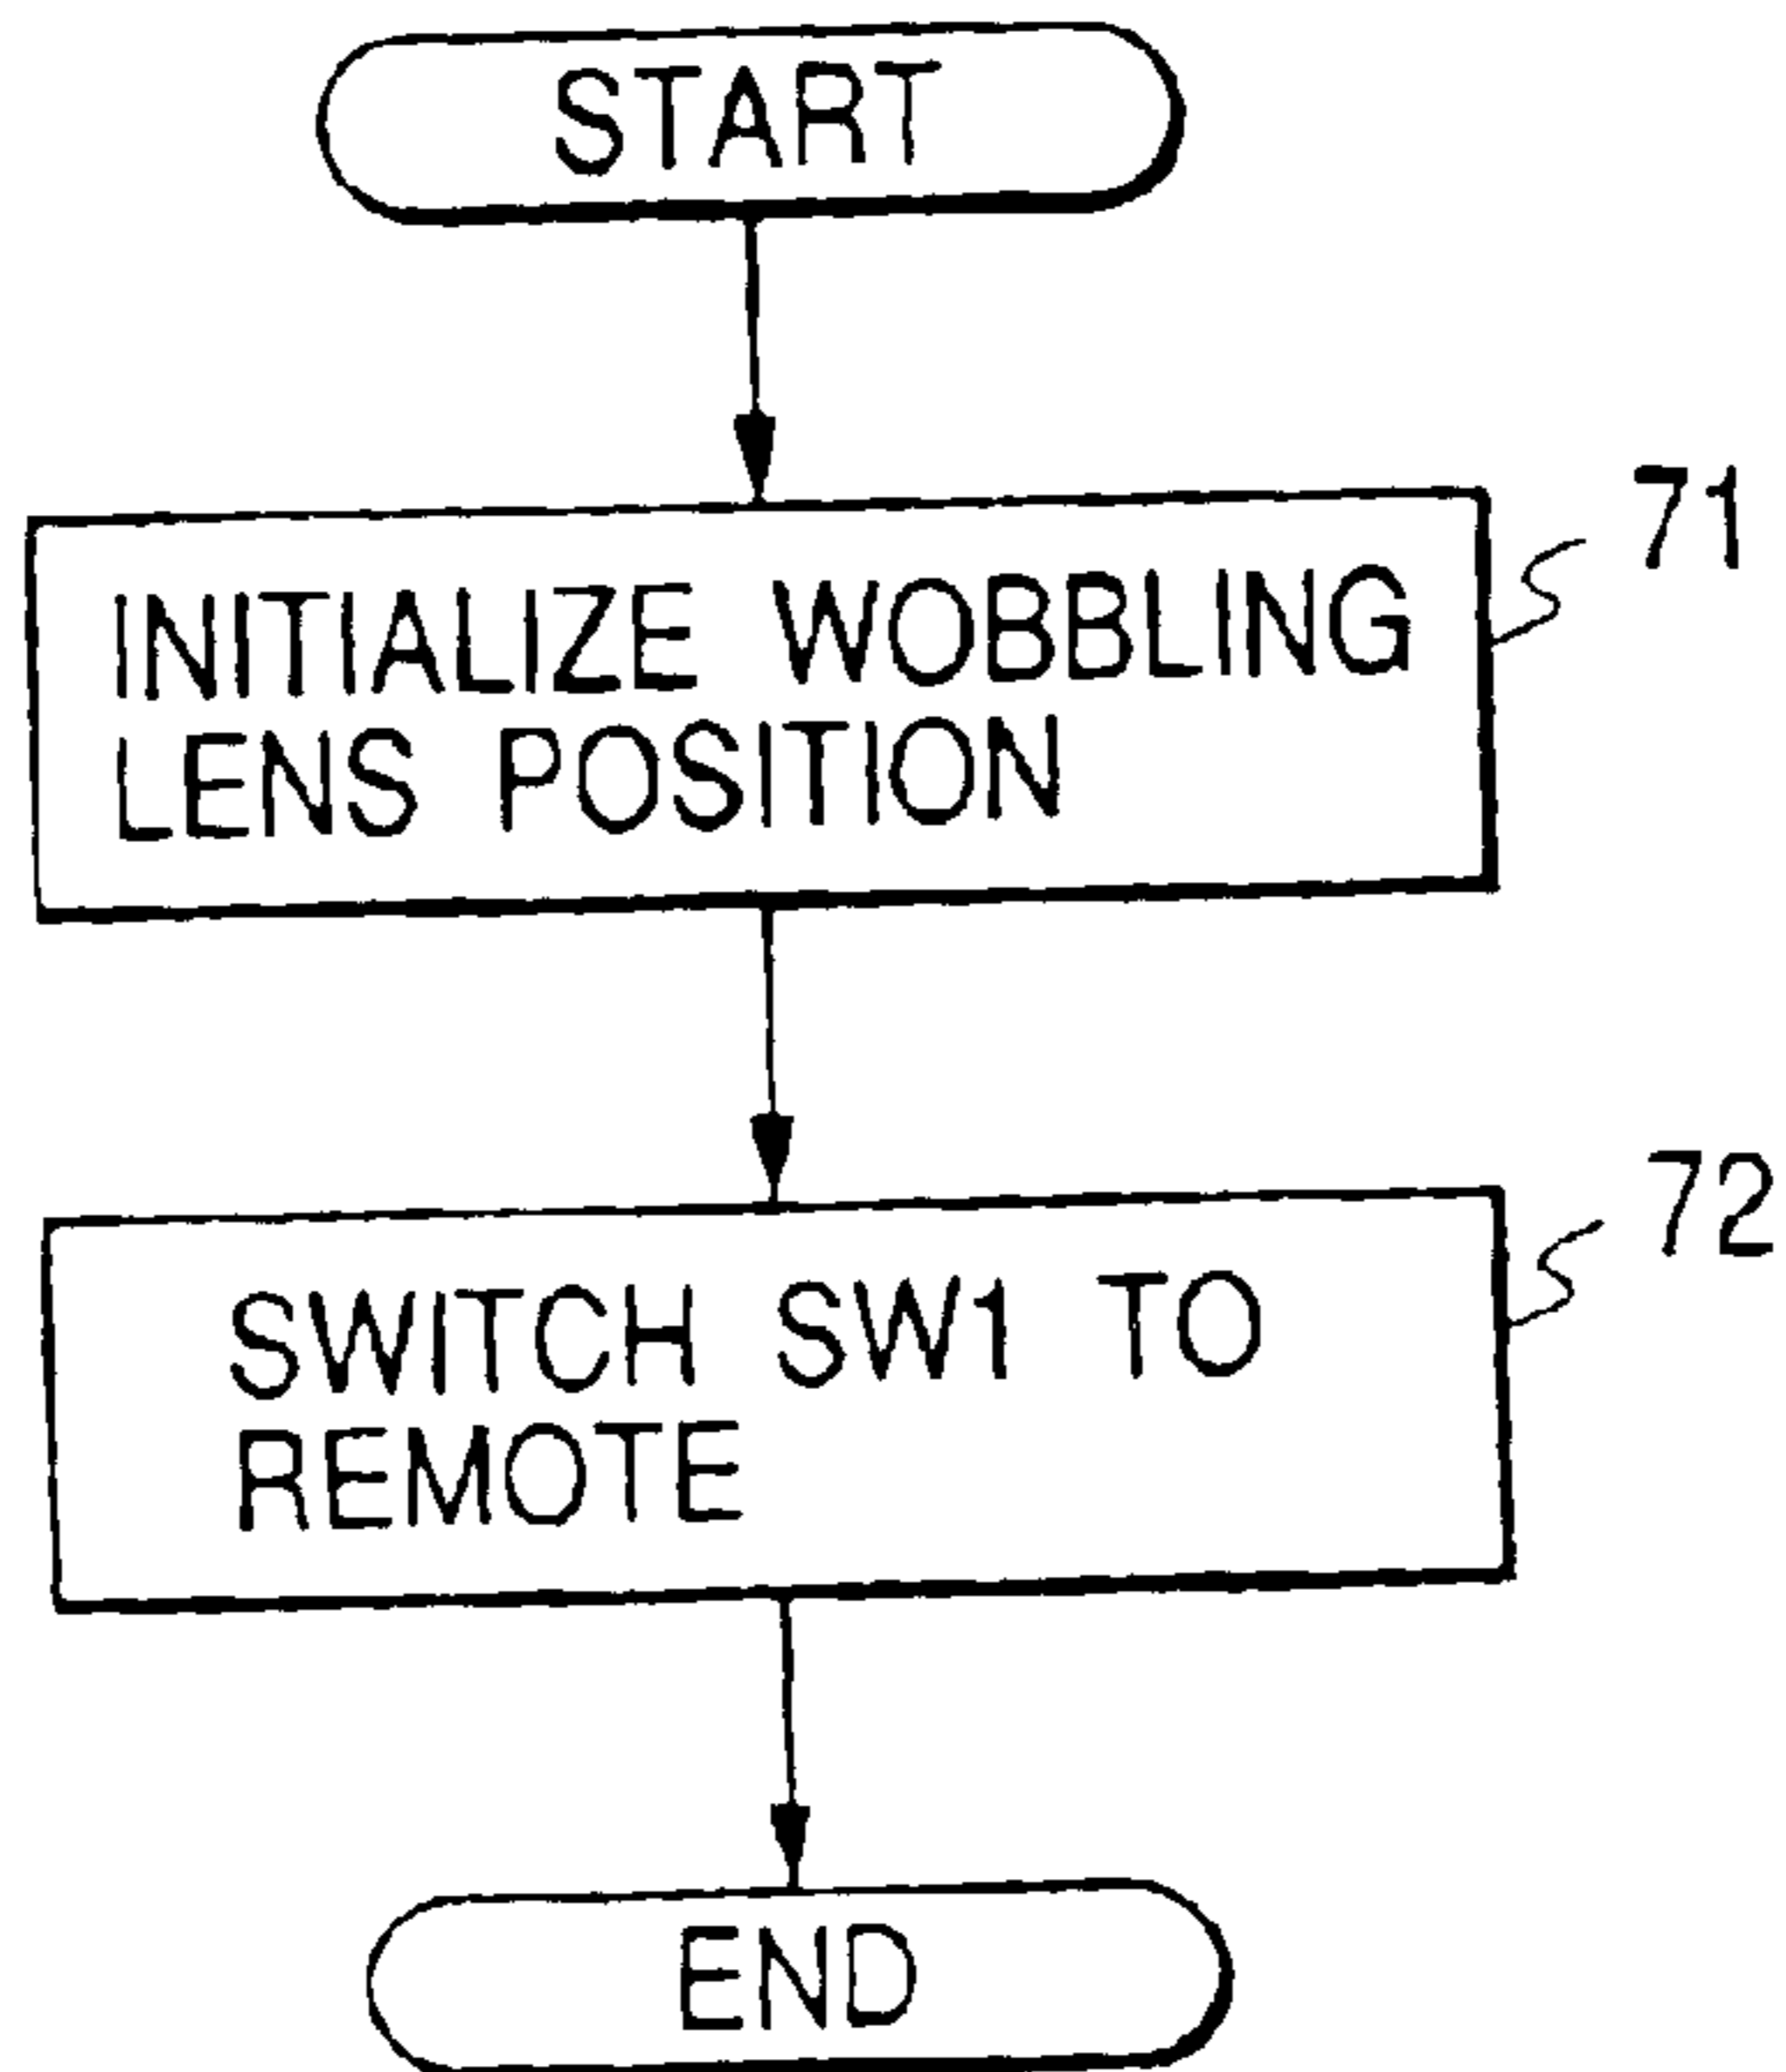 START
71
INITIALIZE WOBBLING
LENS POSITION
72
SWITCH SW1 TO
REMOTE
END